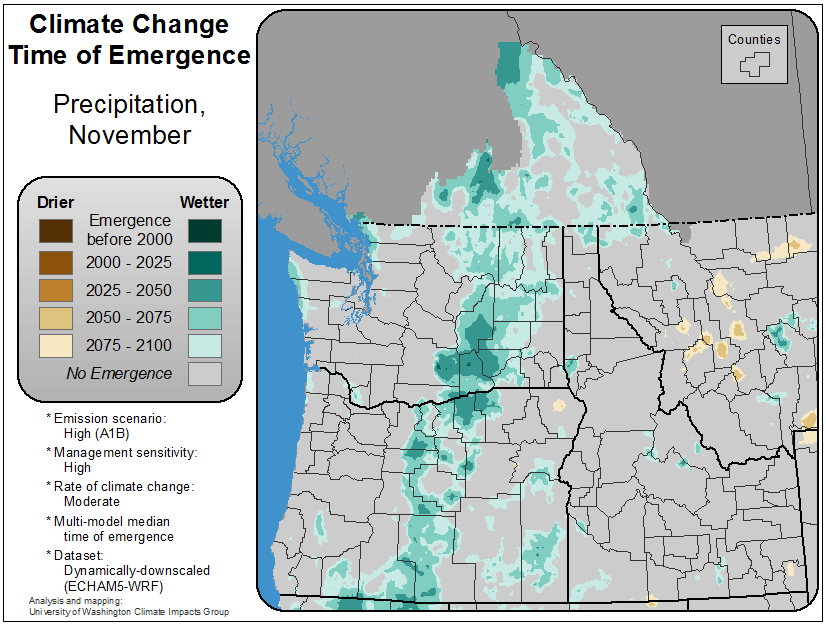 Climate Change
Time of Emergence
Precipitation,
November
Drier
Wetter
Emergence
before 2000
2000 - 2025
2025 - 2050
2050 - 2075
2075 - 2100
No Emergence
* Emission scenario:
High (A1B)
* Management sensitivity:
High
* Rate of climate change:
Moderate
* Multi-model median
time of emergence
* Dataset:
Dynamically-downscaled
(ECHAM5-WRF)
Analysis and mapping:
University of Washington Climate Impacts Group
Counties